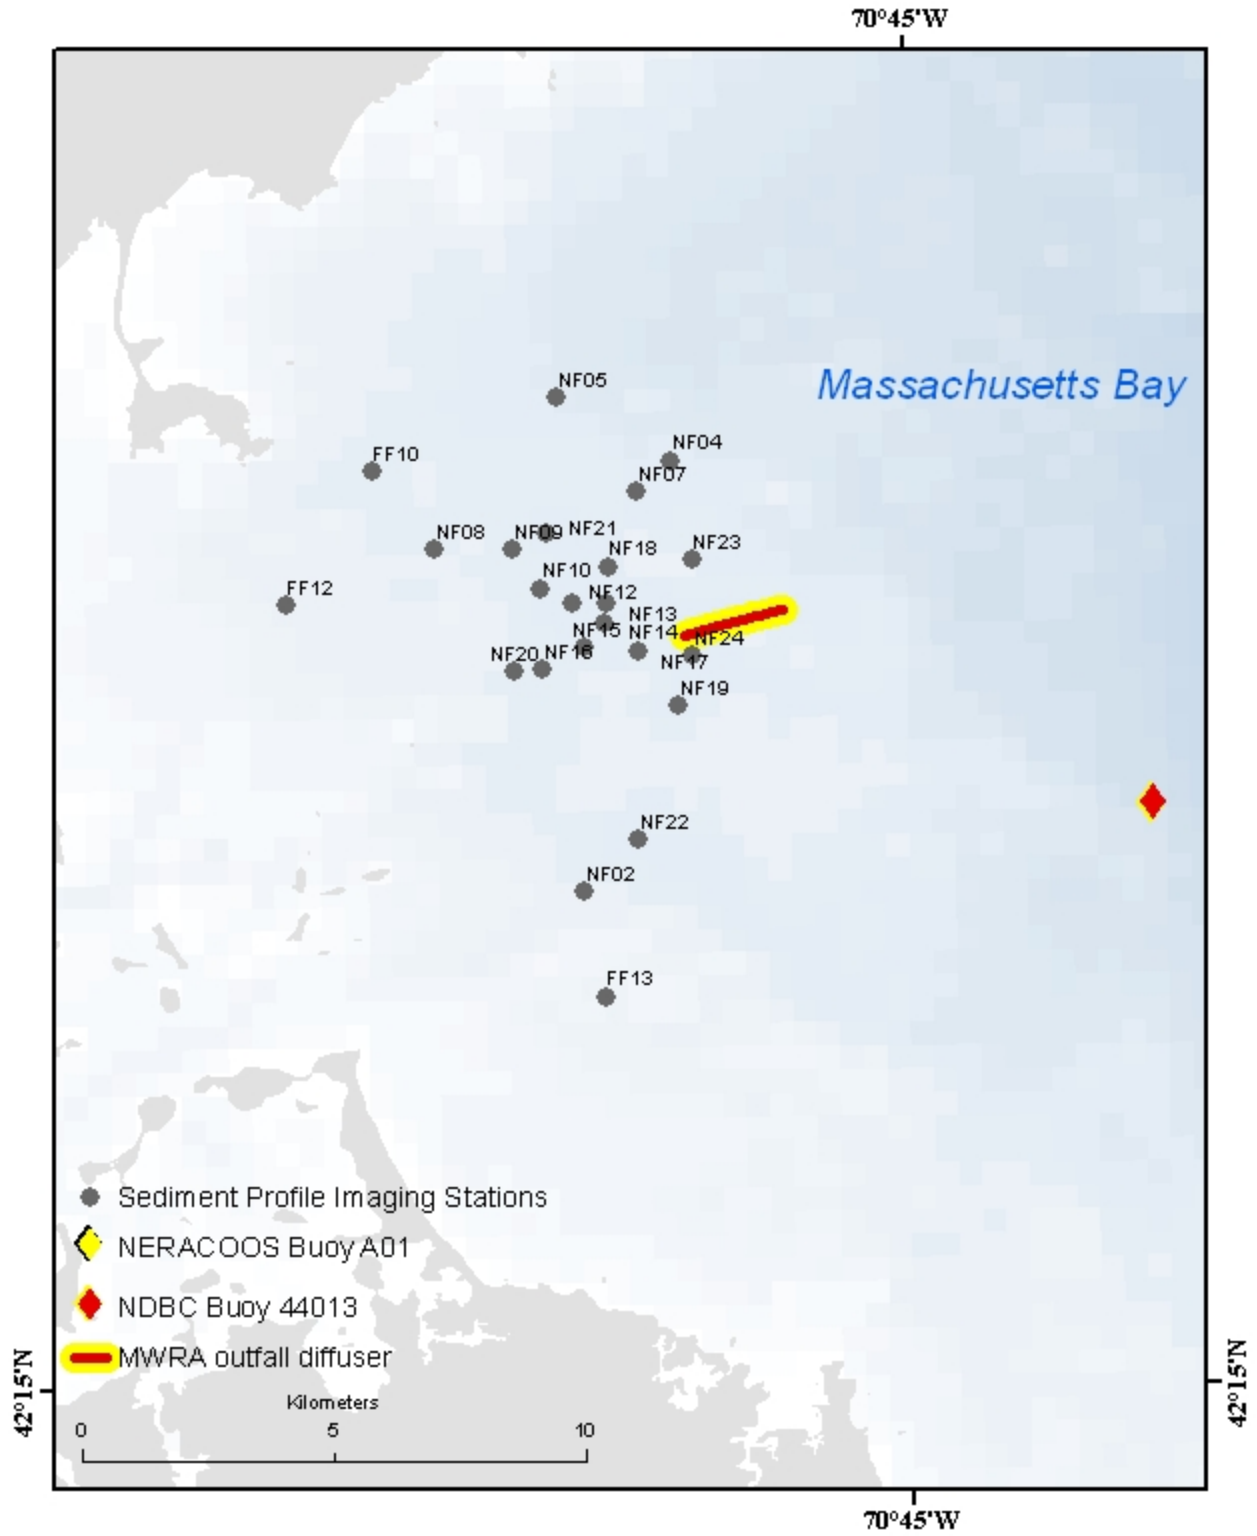 70°45'W
Massachusetts Bay
NF05
NF04
FF10
NF07
NF08
NF09
NF21
NF18
NF23
NF10
FF12
NF12
NF13
NF15
NF14
NF24
NF20
NF16
NF17
NF19
NF22
NF02
FF13
Sediment Profile Imaging Stations
NERACOOS Buoy A01
NDBC Buoy 44013
MWRA outfall diffuser
42°15'N
42°15'N
Kilometers
0 5 10
70°45'W